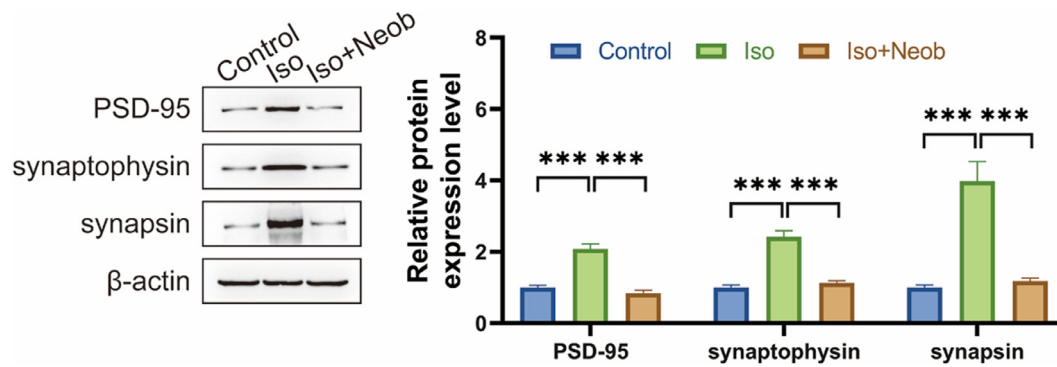 Control Iso Iso+Neob
PSD-95
synaptophysin
synapsin
β-actin
Relative protein
expression level
8
6
4
2
0
Control Iso Iso+Neob
*** ***
*** ***
*** ***
PSD-95 synaptophysin synapsin